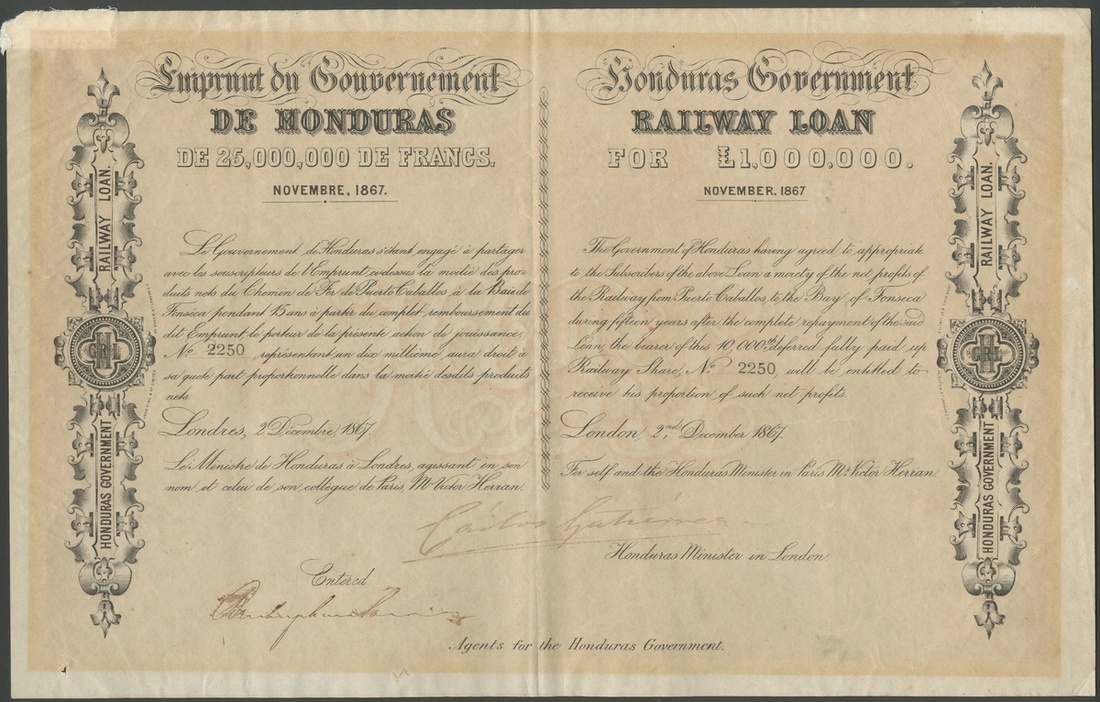 Emprunt du Gouvernement
DE HONDURAS
DE 25,000,000 DE FRANCS.
NOVEMBRE, 1867.
Le Gouvernement de Honduras s'étant engagé à partager
avec les souscripteurs de l'Emprunt ci-dessus la moitié des pro-
duits nets du Chemin de Fer de Puerto Caballos à la Baie de
Fonséca pendant 15 ans à partir du complet remboursement du
dit Emprunt, le porteur de la présente action de jouissance,
No. 2250 représentant un dix millième aura droit à
sa quote part proportionnelle dans la moitié desdits produits
nets.
Londres, 2 Décembre, 1867.
Le Ministre de Honduras à Londres, agissant en son
nom, et celui de son collègue de Paris, Mr. Victor Herran.
Honduras Government
RAILWAY LOAN
FOR £1,000,000.
NOVEMBER, 1867
The Government of Honduras having agreed to appropriate
to the Subscribers of the above Loan a moiety of the net profits of
the Railway from Puerto Caballos, to the Bay of Fonseca
during fifteen years after the complete repayment of the said
Loan, the bearer of this 10,000th deferred fully paid up
Railway Share, No. 2250, will be entitled to
receive his proportion of such net profits.
London, 2nd December 1867.
For self and the Honduras Minister in Paris Mr. Victor Herran.
Carlos Gutierrez
Honduras Minister in London
Entered
Agents for the Honduras Government.
RAILWAY LOAN.
HGRL
HONDURAS GOVERNMENT
RAILWAY LOAN.
HGRL
HONDURAS GOVERNMENT